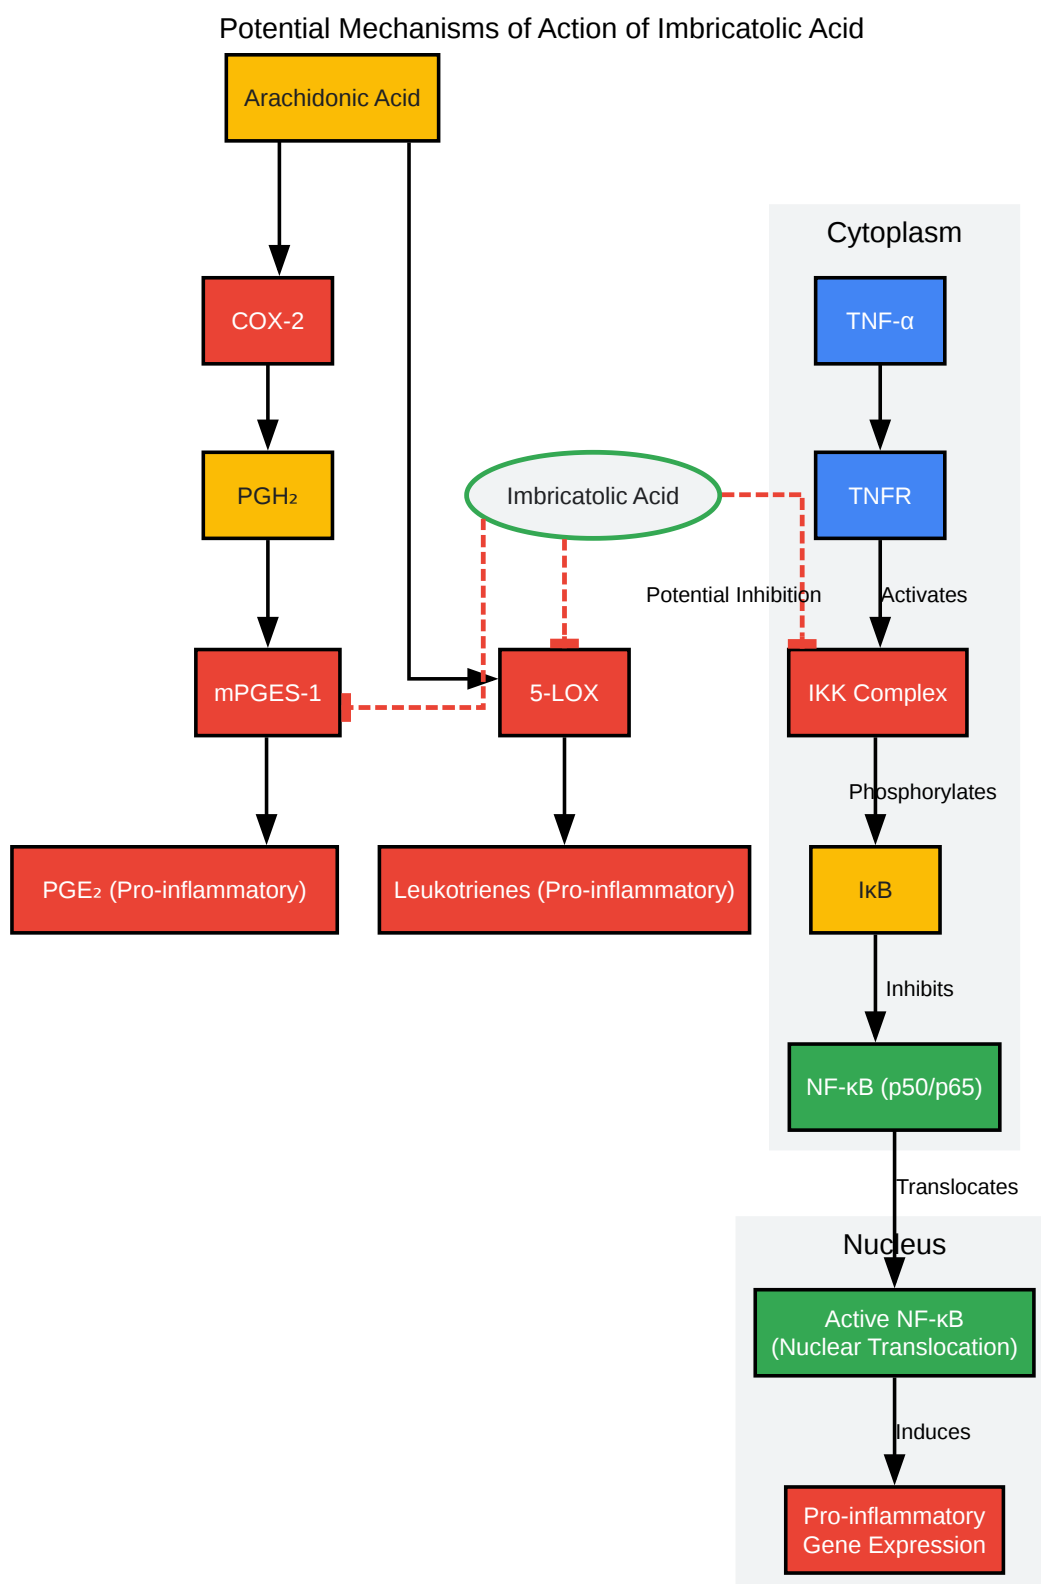 Potential Mechanisms of Action of Imbricatolic Acid
Arachidonic Acid
Cytoplasm
COX-2
TNF-α
PGH₂
Imbricatolic Acid
TNFR
Potential Inhibition
Activates
mPGES-1
5-LOX
IKK Complex
Phosphorylates
PGE₂ (Pro-inflammatory)
Leukotrienes (Pro-inflammatory)
IκB
Inhibits
NF-κB (p50/p65)
Translocates
Nucleus
Active NF-κB
(Nuclear Translocation)
Induces
Pro-inflammatory
Gene Expression